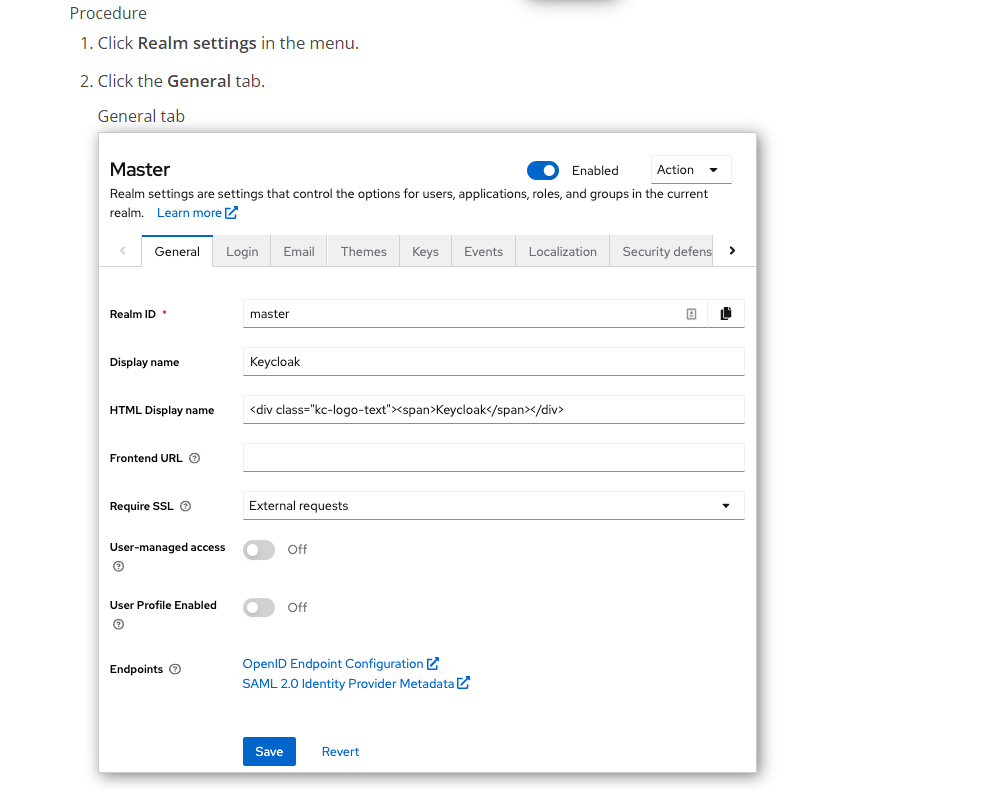 Procedure
1. Click Realm settings in the menu.
2. Click the General tab.
General tab
Master
Enabled
Action
Realm settings are settings that control the options for users, applications, roles, and groups in the current
realm. Learn more
General Login Email Themes Keys Events Localization Security defens
Realm ID * master
Display name Keycloak
HTML Display name <div class="kc-logo-text"><span>Keycloak</span></div>
Frontend URL
Require SSL External requests
User-managed access Off
User Profile Enabled Off
Endpoints OpenID Endpoint Configuration
SAML 2.0 Identity Provider Metadata
Save Revert